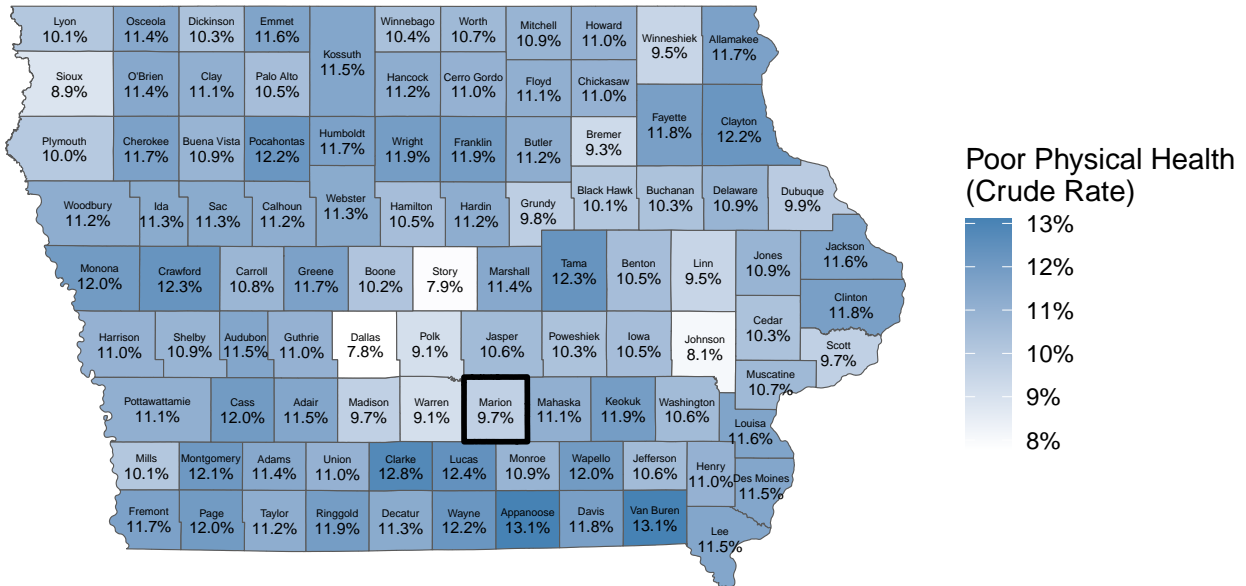 Lyon
10.1%
Osceola
11.4%
Dickinson
10.3%
Emmet
11.6%
Winnebago
10.4%
Worth
10.7%
Mitchell
10.9%
Howard
11.0%
Winneshiek
9.5%
Allamakee
11.7%
Kossuth
11.5%
Sioux
8.9%
O'Brien
11.4%
Clay
11.1%
Palo Alto
10.5%
Hancock
11.2%
Cerro Gordo
11.0%
Floyd
11.1%
Chickasaw
11.0%
Fayette
11.8%
Clayton
12.2%
Plymouth
10.0%
Cherokee
11.7%
Buena Vista
10.9%
Pocahontas
12.2%
Humboldt
11.7%
Wright
11.9%
Franklin
11.9%
Butler
11.2%
Bremer
9.3%
Woodbury
11.2%
Ida
11.3%
Sac
11.3%
Calhoun
11.2%
Webster
11.3%
Hamilton
10.5%
Hardin
11.2%
Grundy
9.8%
Black Hawk
10.1%
Buchanan
10.3%
Delaware
10.9%
Dubuque
9.9%
Monona
12.0%
Crawford
12.3%
Carroll
10.8%
Greene
11.7%
Boone
10.2%
Story
7.9%
Marshall
11.4%
Tama
12.3%
Benton
10.5%
Linn
9.5%
Jones
10.9%
Jackson
11.6%
Clinton
11.8%
Harrison
11.0%
Shelby
10.9%
Audubon
11.5%
Guthrie
11.0%
Dallas
7.8%
Polk
9.1%
Jasper
10.6%
Poweshiek
10.3%
Iowa
10.5%
Johnson
8.1%
Cedar
10.3%
Scott
9.7%
Muscatine
10.7%
Pottawattamie
11.1%
Cass
12.0%
Adair
11.5%
Madison
9.7%
Warren
9.1%
Marion
9.7%
Mahaska
11.1%
Keokuk
11.9%
Washington
10.6%
Louisa
11.6%
Mills
10.1%
Montgomery
12.1%
Adams
11.4%
Union
11.0%
Clarke
12.8%
Lucas
12.4%
Monroe
10.9%
Wapello
12.0%
Jefferson
10.6%
Henry
11.0%
Des Moines
11.5%
Fremont
11.7%
Page
12.0%
Taylor
11.2%
Ringgold
11.9%
Decatur
11.3%
Wayne
12.2%
Appanoose
13.1%
Davis
11.8%
Van Buren
13.1%
Lee
11.5%
Poor Physical Health
(Crude Rate)
13%
12%
11%
10%
9%
8%